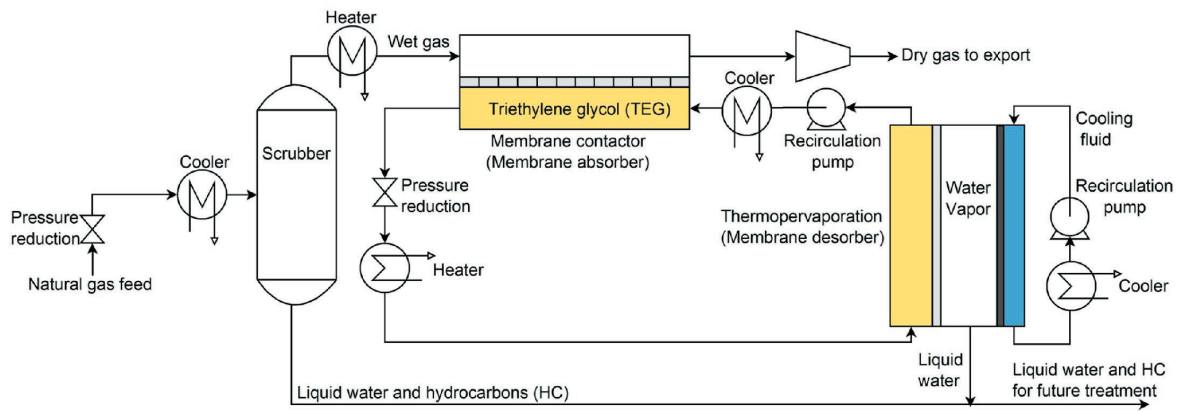 Heater
Wet gas
Dry gas to export
Cooler
Triethylene glycol (TEG)
Membrane contactor
(Membrane absorber)
Recirculation
pump
Cooling
fluid
Scrubber
Cooler
Pressure
reduction
Natural gas feed
Pressure
reduction
Heater
Thermopervaporation
(Membrane desorber)
Water
Vapor
Recirculation
pump
Cooler
Liquid
water
Liquid water and HC
for future treatment
Liquid water and hydrocarbons (HC)